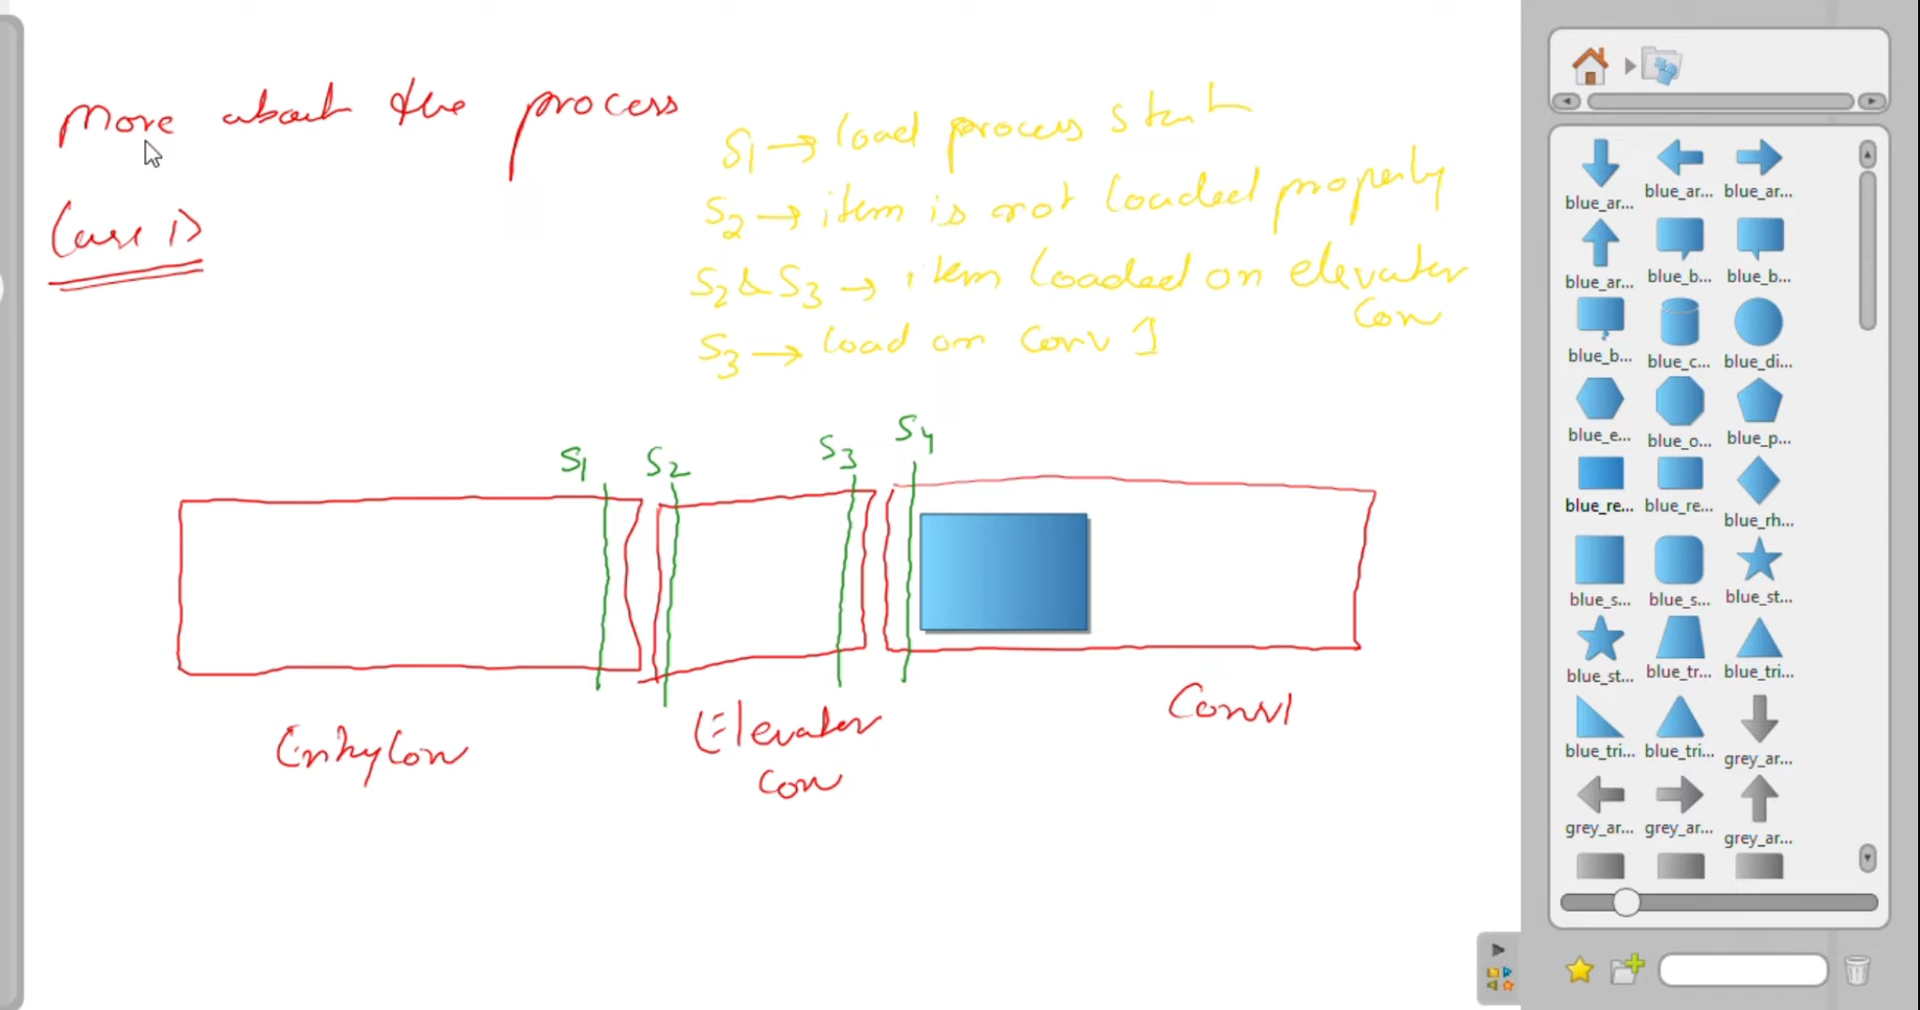 More about the process
Case 1)
S1 → load process start
S2 → item is not loaded properly
S2 & S3 → item loaded on elevator
con
S3 → load on conv 1
S1 S2 S3 S4
Entry Con
Elevator
con
Conv1
blue_ar... blue_ar... blue_ar...
blue_ar... blue_b... blue_b...
blue_b... blue_c... blue_di...
blue_e... blue_o... blue_p...
blue_re... blue_re... blue_rh...
blue_s... blue_s... blue_st...
blue_st... blue_tr... blue_tri...
blue_tri... blue_tri... grey_ar...
grey_ar... grey_ar... grey_ar...